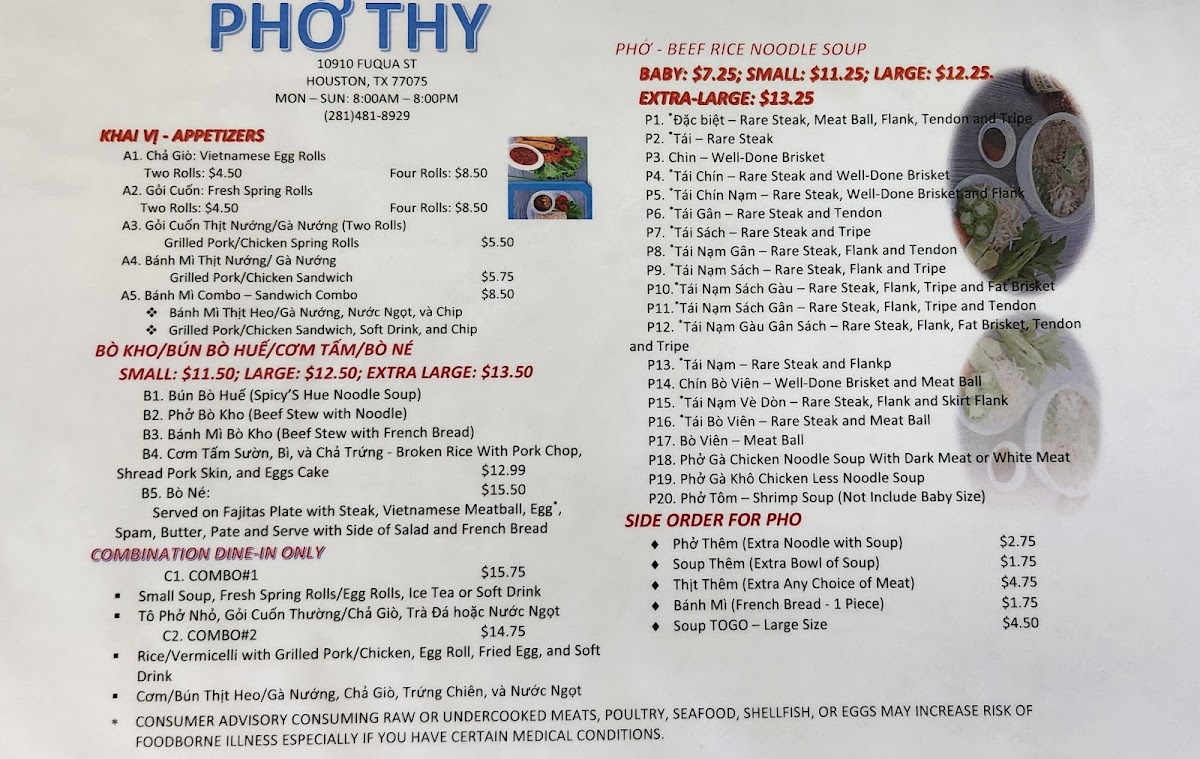 PHỞ THY
10910 FUQUA ST
HOUSTON, TX 77075
MON – SUN: 8:00AM – 8:00PM
(281)481-8929
KHAI VỊ - APPETIZERS
A1. Chả Giò: Vietnamese Egg Rolls
Two Rolls: $4.50 Four Rolls: $8.50
A2. Gỏi Cuốn: Fresh Spring Rolls
Two Rolls: $4.50 Four Rolls: $8.50
A3. Gỏi Cuốn Thịt Nướng/Gà Nướng (Two Rolls)
Grilled Pork/Chicken Spring Rolls $5.50
A4. Bánh Mì Thịt Nướng/ Gà Nướng
Grilled Pork/Chicken Sandwich $5.75
A5. Bánh Mì Combo – Sandwich Combo $8.50
❖ Bánh Mì Thịt Heo/Gà Nướng, Nước Ngọt, và Chip
❖ Grilled Pork/Chicken Sandwich, Soft Drink, and Chip
BÒ KHO/BÚN BÒ HUẾ/CƠM TẤM/BÒ NÉ
SMALL: $11.50; LARGE: $12.50; EXTRA LARGE: $13.50
B1. Bún Bò Huế (Spicy'S Hue Noodle Soup)
B2. Phở Bò Kho (Beef Stew with Noodle)
B3. Bánh Mì Bò Kho (Beef Stew with French Bread)
B4. Cơm Tấm Sườn, Bì, và Chả Trứng - Broken Rice With Pork Chop,
Shread Pork Skin, and Eggs Cake $12.99
B5. Bò Né: $15.50
Served on Fajitas Plate with Steak, Vietnamese Meatball, Egg*,
Spam, Butter, Pate and Serve with Side of Salad and French Bread
COMBINATION DINE-IN ONLY
C1. COMBO#1 $15.75
▪ Small Soup, Fresh Spring Rolls/Egg Rolls, Ice Tea or Soft Drink
▪ Tô Phở Nhỏ, Gỏi Cuốn Thường/Chả Giò, Trà Đá hoặc Nước Ngọt
C2. COMBO#2 $14.75
▪ Rice/Vermicelli with Grilled Pork/Chicken, Egg Roll, Fried Egg, and Soft
Drink
▪ Cơm/Bún Thịt Heo/Gà Nướng, Chả Giò, Trứng Chiên, và Nước Ngọt
PHỞ - BEEF RICE NOODLE SOUP
BABY: $7.25; SMALL: $11.25; LARGE: $12.25.
EXTRA-LARGE: $13.25
P1. *Đặc biệt – Rare Steak, Meat Ball, Flank, Tendon and Tripe
P2. *Tái – Rare Steak
P3. Chin – Well-Done Brisket
P4. *Tái Chín – Rare Steak and Well-Done Brisket
P5. *Tái Chín Nạm – Rare Steak, Well-Done Brisket and Flank
P6. *Tái Gân – Rare Steak and Tendon
P7. *Tái Sách – Rare Steak and Tripe
P8. *Tái Nạm Gân – Rare Steak, Flank and Tendon
P9. *Tái Nạm Sách – Rare Steak, Flank and Tripe
P10. *Tái Nạm Sách Gàu – Rare Steak, Flank, Tripe and Fat Brisket
P11. *Tái Nạm Sách Gân – Rare Steak, Flank, Tripe and Tendon
P12. *Tái Nạm Gàu Gân Sách – Rare Steak, Flank, Fat Brisket, Tendon
and Tripe
P13. *Tái Nạm – Rare Steak and Flankp
P14. Chín Bò Viên – Well-Done Brisket and Meat Ball
P15. *Tái Nạm Vè Dòn – Rare Steak, Flank and Skirt Flank
P16. *Tái Bò Viên – Rare Steak and Meat Ball
P17. Bò Viên – Meat Ball
P18. Phở Gà Chicken Noodle Soup With Dark Meat or White Meat
P19. Phở Gà Khô Chicken Less Noodle Soup
P20. Phở Tôm – Shrimp Soup (Not Include Baby Size)
SIDE ORDER FOR PHO
♦ Phở Thêm (Extra Noodle with Soup) $2.75
♦ Soup Thêm (Extra Bowl of Soup) $1.75
♦ Thịt Thêm (Extra Any Choice of Meat) $4.75
♦ Bánh Mì (French Bread - 1 Piece) $1.75
♦ Soup TOGO – Large Size $4.50
* CONSUMER ADVISORY CONSUMING RAW OR UNDERCOOKED MEATS, POULTRY, SEAFOOD, SHELLFISH, OR EGGS MAY INCREASE RISK OF
FOODBORNE ILLNESS ESPECIALLY IF YOU HAVE CERTAIN MEDICAL CONDITIONS.